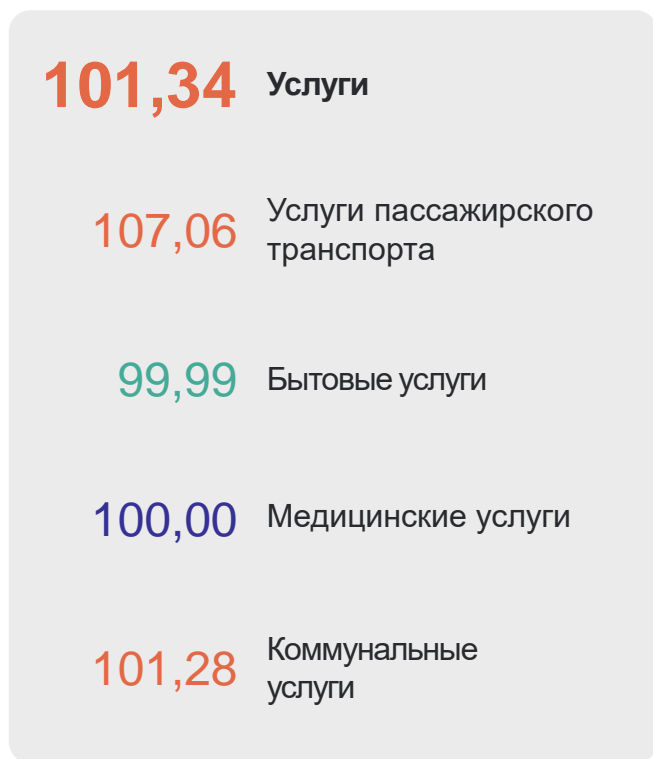 101,34 Услуги
107,06 Услуги пассажирского
транспорта
99,99 Бытовые услуги
100,00 Медицинские услуги
101,28 Коммунальные
услуги